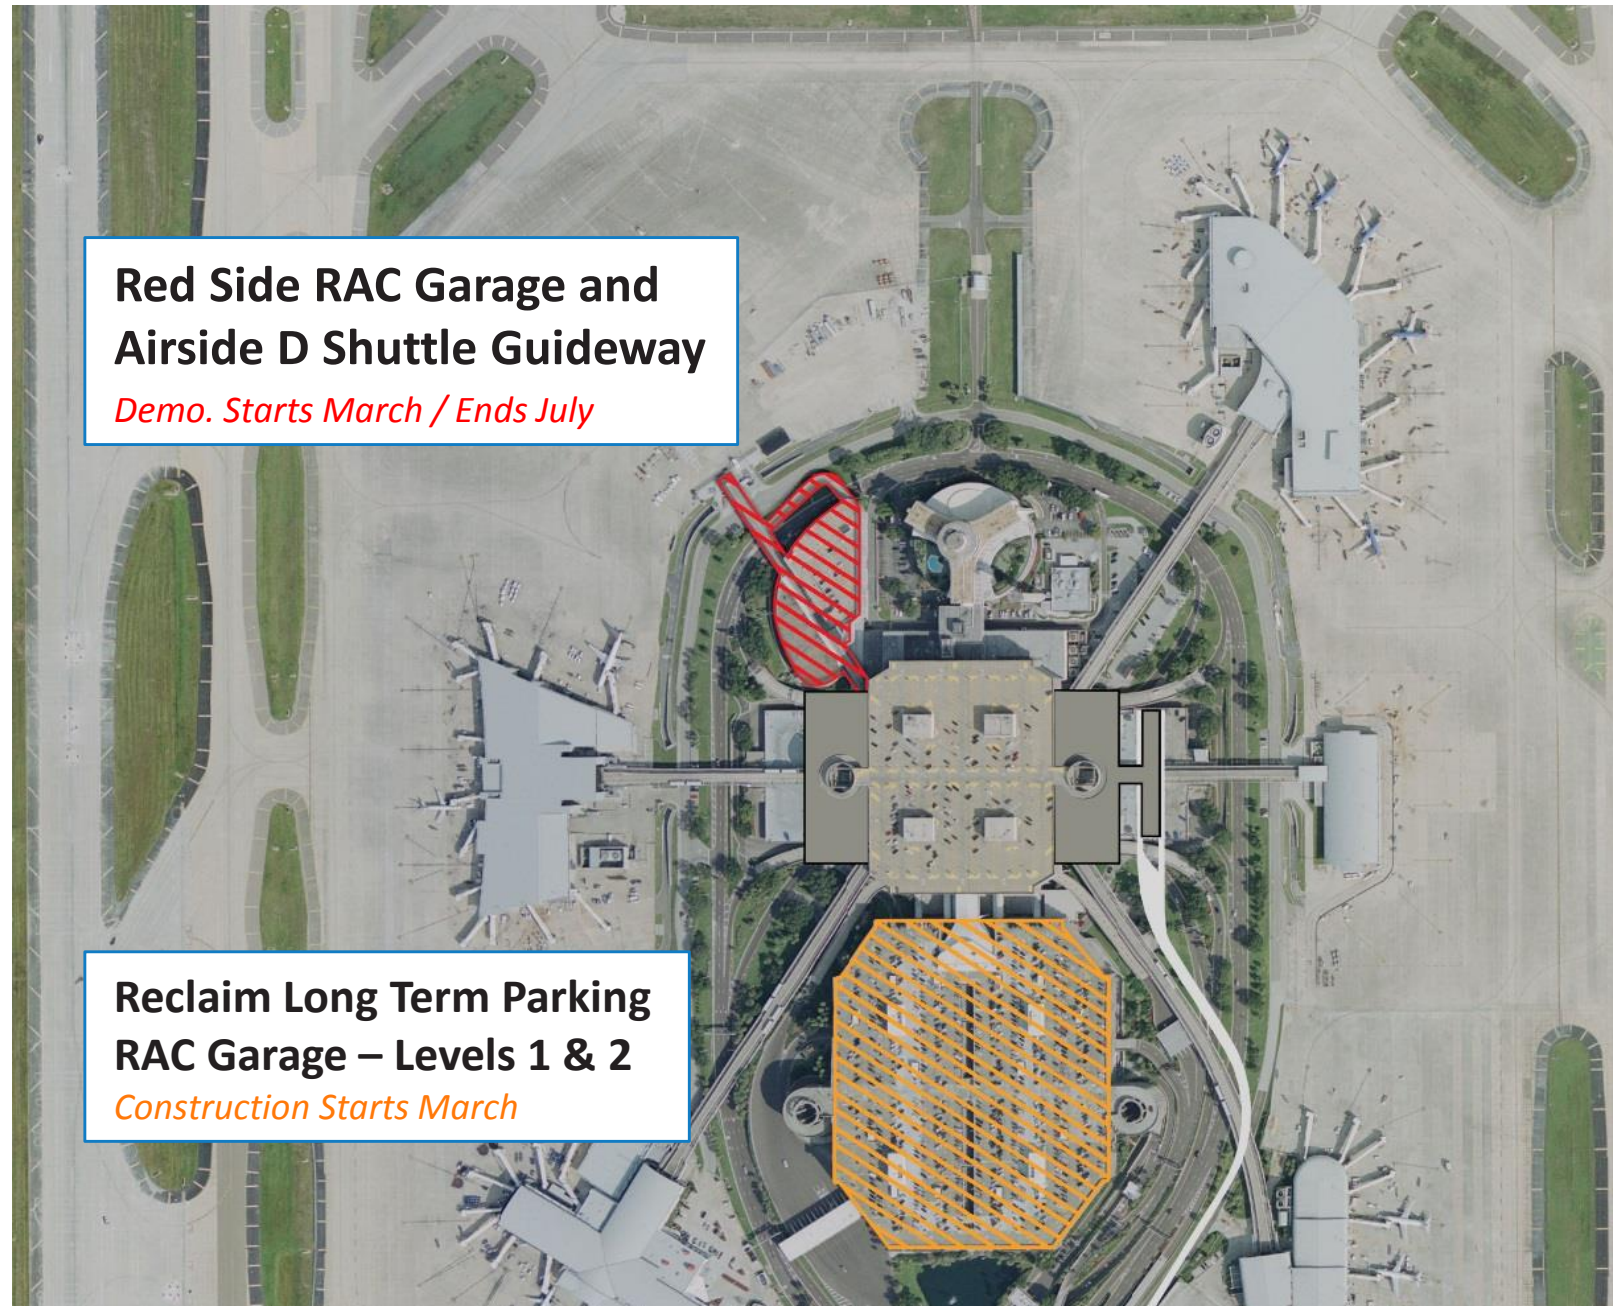 Red Side RAC Garage and
Airside D Shuttle Guideway
Demo. Starts March / Ends July
Reclaim Long Term Parking
RAC Garage – Levels 1 & 2
Construction Starts March